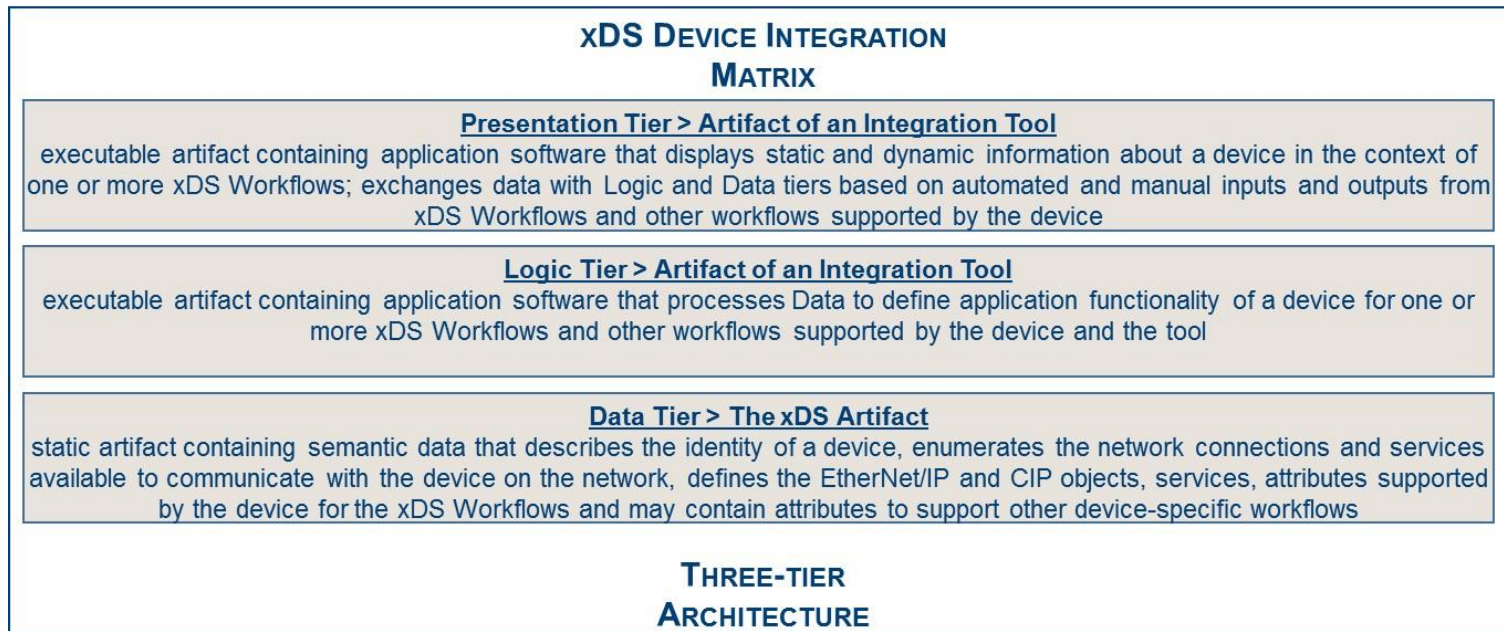 xDS DEVICE INTEGRATION
MATRIX
Presentation Tier > Artifact of an Integration Tool
executable artifact containing application software that displays static and dynamic information about a device in the context of
one or more xDS Workflows; exchanges data with Logic and Data tiers based on automated and manual inputs and outputs from
xDS Workflows and other workflows supported by the device
Logic Tier > Artifact of an Integration Tool
executable artifact containing application software that processes Data to define application functionality of a device for one or
more xDS Workflows and other workflows supported by the device and the tool
Data Tier > The xDS Artifact
static artifact containing semantic data that describes the identity of a device, enumerates the network connections and services
available to communicate with the device on the network, defines the EtherNet/IP and CIP objects, services, attributes supported
by the device for the xDS Workflows and may contain attributes to support other device-specific workflows
THREE-TIER
ARCHITECTURE